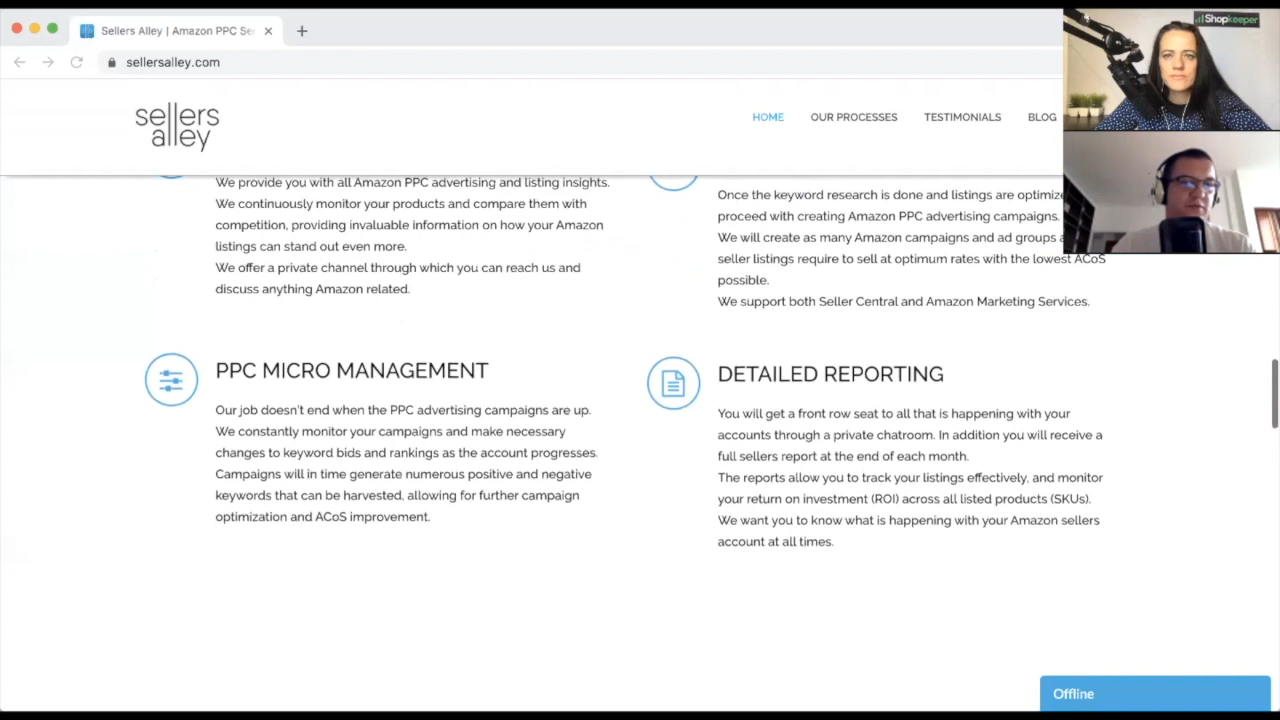 Sellers Alley | Amazon PPC Se
sellersalley.com
Shopkeeper
sellers
alley
HOME
OUR PROCESSES
TESTIMONIALS
BLOG
We provide you with all Amazon PPC advertising and listing insights.
We continuously monitor your products and compare them with
competition, providing invaluable information on how your Amazon
listings can stand out even more.
We offer a private channel through which you can reach us and
discuss anything Amazon related.
Once the keyword research is done and listings are optimize
proceed with creating Amazon PPC advertising campaigns.
We will create as many Amazon campaigns and ad groups a
seller listings require to sell at optimum rates with the lowest ACoS
possible.
We support both Seller Central and Amazon Marketing Services.
PPC MICRO MANAGEMENT
Our job doesn't end when the PPC advertising campaigns are up.
We constantly monitor your campaigns and make necessary
changes to keyword bids and rankings as the account progresses.
Campaigns will in time generate numerous positive and negative
keywords that can be harvested, allowing for further campaign
optimization and ACoS improvement.
DETAILED REPORTING
You will get a front row seat to all that is happening with your
accounts through a private chatroom. In addition you will receive a
full sellers report at the end of each month.
The reports allow you to track your listings effectively, and monitor
your return on investment (ROI) across all listed products (SKUs).
We want you to know what is happening with your Amazon sellers
account at all times.
Offline